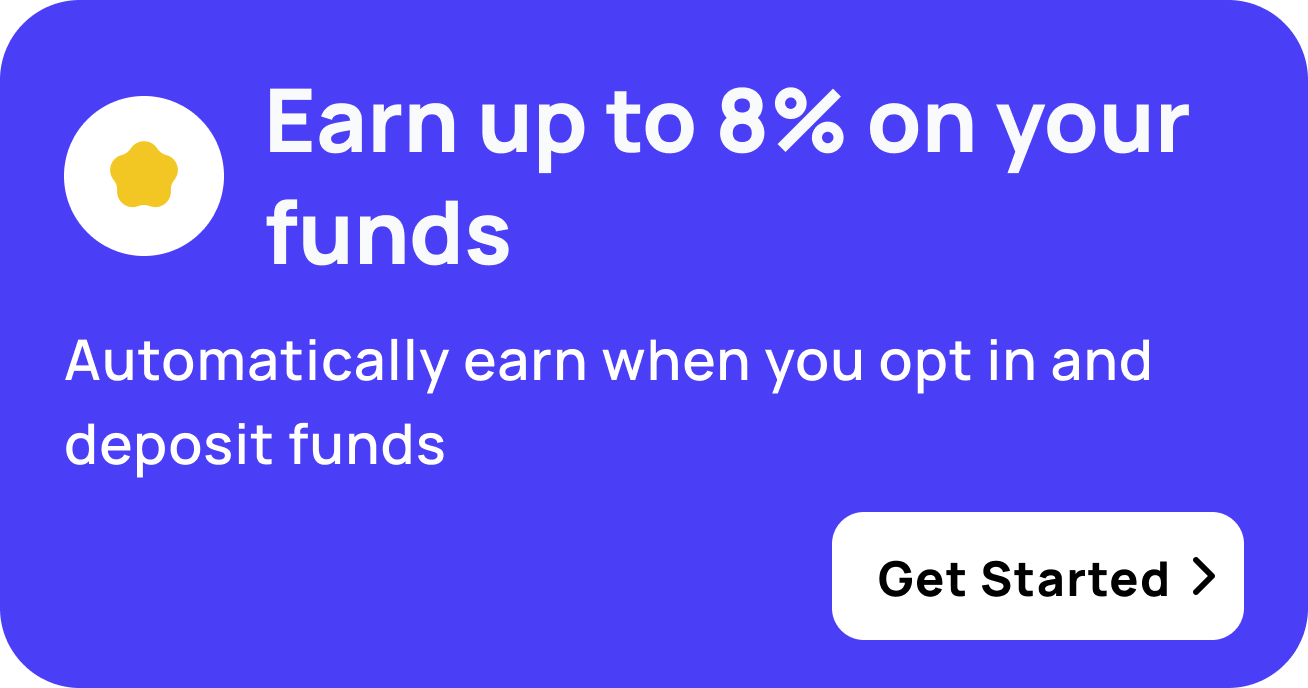 Earn up to 8% on your
funds
Automatically earn when you opt in and
deposit funds
Get Started